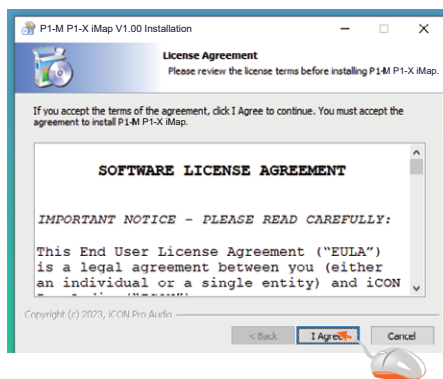 P1-M P1-X iMap V1.00 Installation
License Agreement
Please review the license terms before installing P1-M P1-X iMap.
If you accept the terms of the agreement, click I Agree to continue. You must accept the
agreement to install P1-M P1-X iMap.
SOFTWARE LICENSE AGREEMENT
IMPORTANT NOTICE – PLEASE READ CAREFULLY:
This End User License Agreement (“EULA”)
is a legal agreement between you (either
an individual or a single entity) and iCON
Copyright (c) 2023, iCON Pro Audio
< Back
I Agree
Cancel